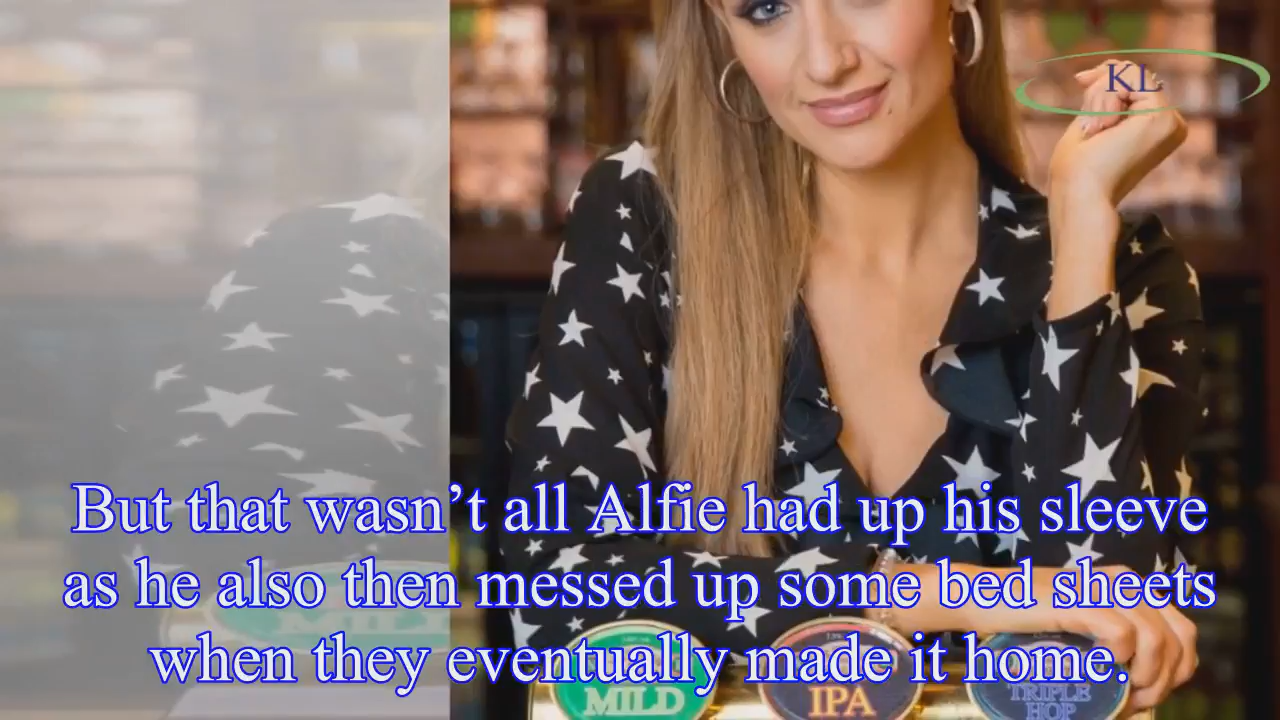 KL
But that wasn’t all Alfie had up his sleeve
as he also then messed up some bed sheets
when they eventually made it home.
MILD
MILD
IPA
TRIPLE
HOP